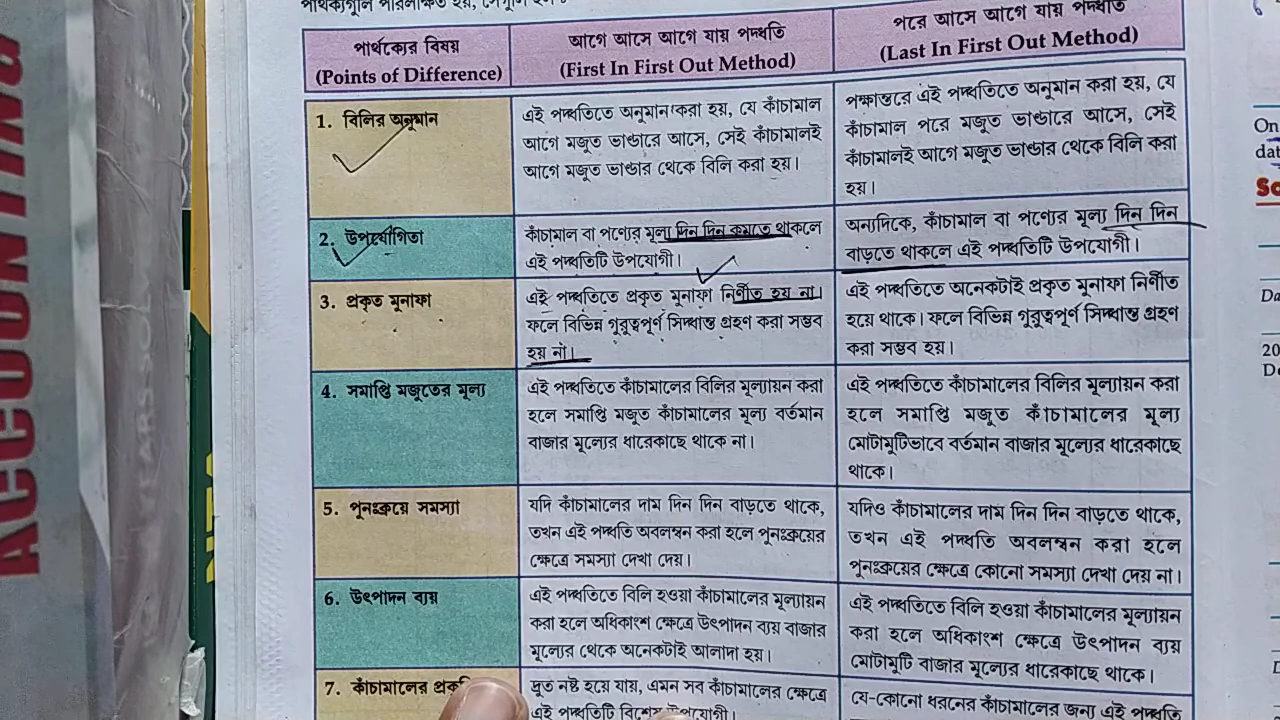 পার্থক্যের বিষয়
(Points of Difference)
আগে আসে আগে যায় পদ্ধতি
(First In First Out Method)
পরে আসে আগে যায় পদ্ধতি
(Last In First Out Method)
1. বিলির অনুমান
এই পদ্ধতিতে অনুমান করা হয়, যে কাঁচামাল
আগে মজুত ভাণ্ডারে আসে, সেই কাঁচামালই
আগে মজুত ভাণ্ডার থেকে বিলি করা হয়।
পক্ষান্তরে এই পদ্ধতিতে অনুমান করা হয়, যে
কাঁচামাল পরে মজুত ভাণ্ডারে আসে, সেই
কাঁচামালই আগে মজুত ভাণ্ডার থেকে বিলি করা
হয়।
2. উপযোগিতা
কাঁচামাল বা পণ্যের মূল্য দিন দিন কমতে থাকলে
এই পদ্ধতিটি উপযোগী।
অন্যদিকে, কাঁচামাল বা পণ্যের মূল্য দিন দিন
বাড়তে থাকলে এই পদ্ধতিটি উপযোগী।
3. প্রকৃত মুনাফা
এই পদ্ধতিতে প্রকৃত মুনাফা নির্ণীত হয় না।
ফলে বিভিন্ন গুরুত্বপূর্ণ সিদ্ধান্ত গ্রহণ করা সম্ভব
হয় না।
এই পদ্ধতিতে অনেকটাই প্রকৃত মুনাফা নির্ণীত
হয়ে থাকে। ফলে বিভিন্ন গুরুত্বপূর্ণ সিদ্ধান্ত গ্রহণ
করা সম্ভব হয়।
4. সমাপ্তি মজুতের মূল্য
এই পদ্ধতিতে কাঁচামালের বিলির মূল্যায়ন করা
হলে সমাপ্তি মজুত কাঁচামালের মূল্য বর্তমান
বাজার মূল্যের ধারেকাছে থাকে না।
এই পদ্ধতিতে কাঁচামালের বিলির মূল্যায়ন করা
হলে সমাপ্তি মজুত কাঁচামালের মূল্য
মোটামুটিভাবে বর্তমান বাজার মূল্যের ধারেকাছে
থাকে।
5. পুনঃক্রয়ে সমস্যা
যদি কাঁচামালের দাম দিন দিন বাড়তে থাকে,
তখন এই পদ্ধতি অবলম্বন করা হলে পুনঃক্রয়ের
ক্ষেত্রে সমস্যা দেখা দেয়।
যদিও কাঁচামালের দাম দিন দিন বাড়তে থাকে,
তখন এই পদ্ধতি অবলম্বন করা হলে
পুনঃক্রয়ের ক্ষেত্রে কোনো সমস্যা দেখা দেয় না।
6. উৎপাদন ব্যয়
এই পদ্ধতিতে বিলি হওয়া কাঁচামালের মূল্যায়ন
করা হলে অধিকাংশ ক্ষেত্রে উৎপাদন ব্যয় বাজার
মূল্যের থেকে অনেকটাই আলাদা হয়।
এই পদ্ধতিতে বিলি হওয়া কাঁচামালের মূল্যায়ন
করা হলে অধিকাংশ ক্ষেত্রে উৎপাদন ব্যয়
মোটামুটি বাজার মূল্যের ধারেকাছে থাকে।
7. কাঁচামালের
দ্রুত নষ্ট হয়ে যায়, এমন সব কাঁচামালের ক্ষেত্রে
এই পদ্ধতিটি বিশেষ উপযোগী।
যে-কোনো ধরনের কাঁচামালের জন্য এই পদ্ধতি
ACCOUNTING
On
20